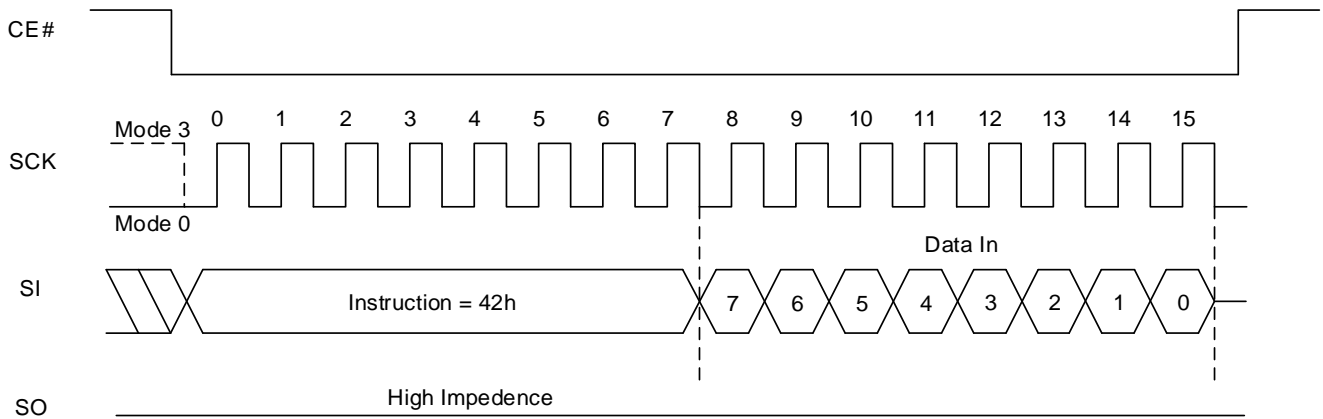 CE#
0 1 2 3 4 5 6 7 8 9 10 11 12 13 14 15
Mode 3
SCK
Mode 0
Data In
SI
Instruction = 42h 7 6 5 4 3 2 1 0
High Impedence
SO